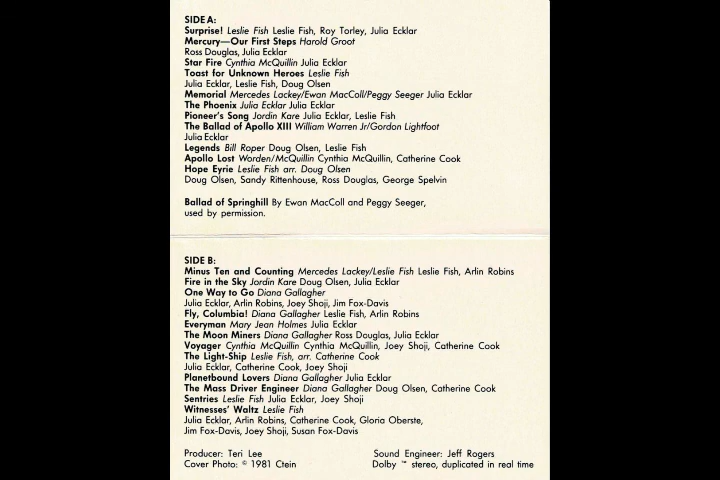 SIDE A:
Surprise! Leslie Fish Leslie Fish, Roy Torley, Julia Ecklar
Mercury—Our First Steps Harold Groot
Ross Douglas, Julia Ecklar
Star Fire Cynthia McQuillin Julia Ecklar
Toast for Unknown Heroes Leslie Fish
Julia Ecklar, Leslie Fish, Doug Olsen
Memorial Mercedes Lackey/Ewan MacColl/Peggy Seeger Julia Ecklar
The Phoenix Julia Ecklar Julia Ecklar
Pioneer's Song Jordin Kare Julia Ecklar, Leslie Fish
The Ballad of Apollo XIII William Warren Jr/Gordon Lightfoot
Julia Ecklar
Legends Bill Roper Doug Olsen, Leslie Fish
Apollo Lost Worden/McQuillin Cynthia McQuillin, Catherine Cook
Hope Eyrie Leslie Fish arr. Doug Olsen
Doug Olsen, Sandy Rittenhouse, Ross Douglas, George Spelvin
Ballad of Springhill By Ewan MacColl and Peggy Seeger,
used by permission.
SIDE B:
Minus Ten and Counting Mercedes Lackey/Leslie Fish Leslie Fish, Arlin Robins
Fire in the Sky Jordin Kare Doug Olsen, Julia Ecklar
One Way to Go Diana Gallagher
Julia Ecklar, Arlin Robins, Joey Shoji, Jim Fox-Davis
Fly, Columbia! Diana Gallagher Leslie Fish, Arlin Robins
Everyman Mary Jean Holmes Julia Ecklar
The Moon Miners Diana Gallagher Ross Douglas, Julia Ecklar
Voyager Cynthia McQuillin Cynthia McQuillin, Joey Shoji, Catherine Cook
The Light-Ship Leslie Fish, arr. Catherine Cook
Julia Ecklar, Catherine Cook, Joey Shoji
Planetbound Lovers Diana Gallagher Julia Ecklar
The Mass Driver Engineer Diana Gallagher Doug Olsen, Catherine Cook
Sentries Leslie Fish Julia Ecklar, Joey Shoji
Witnesses' Waltz Leslie Fish
Julia Ecklar, Arlin Robins, Catherine Cook, Gloria Oberste,
Jim Fox-Davis, Joey Shoji, Susan Fox-Davis
Producer: Teri Lee Sound Engineer: Jeff Rogers
Cover Photo: © 1981 Ctein Dolby ™ stereo, duplicated in real time